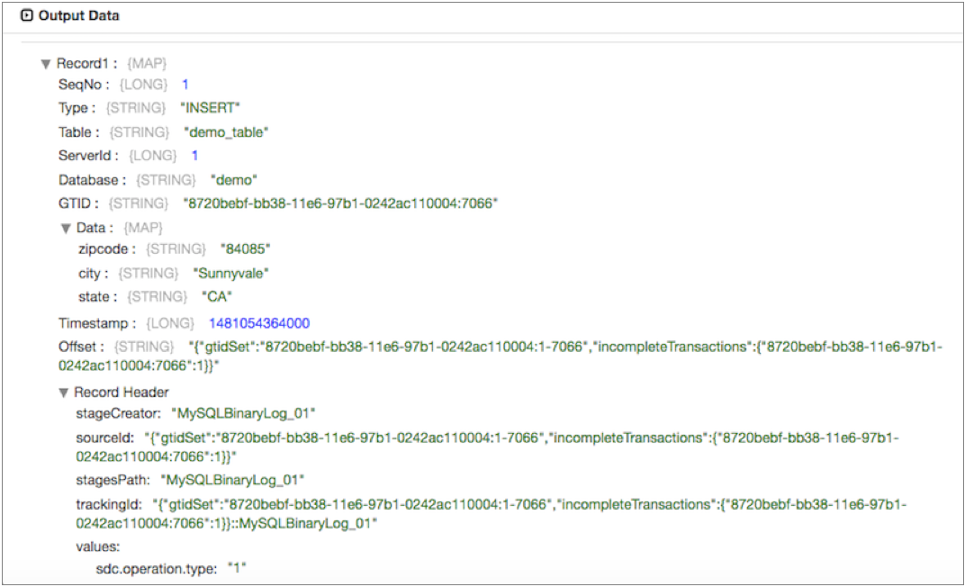 Output Data
Record1 : {MAP}
SeqNo : {LONG} 1
Type : {STRING} "INSERT"
Table : {STRING} "demo_table"
ServerId : {LONG} 1
Database : {STRING} "demo"
GTID : {STRING} "8720bebf-bb38-11e6-97b1-0242ac110004:7066"
Data : {MAP}
zipcode : {STRING} "84085"
city : {STRING} "Sunnyvale"
state : {STRING} "CA"
Timestamp : {LONG} 1481054364000
Offset : {STRING} "{"gtidSet":"8720bebf-bb38-11e6-97b1-0242ac110004:1-7066","incompleteTransactions":{"8720bebf-bb38-11e6-97b1-
0242ac110004:7066":1}}"
Record Header
stageCreator: "MySQLBinaryLog_01"
sourceId: "{"gtidSet":"8720bebf-bb38-11e6-97b1-0242ac110004:1-7066","incompleteTransactions":{"8720bebf-bb38-11e6-97b1-
0242ac110004:7066":1}}"
stagesPath: "MySQLBinaryLog_01"
trackingId: "{"gtidSet":"8720bebf-bb38-11e6-97b1-0242ac110004:1-7066","incompleteTransactions":{"8720bebf-bb38-11e6-97b1-
0242ac110004:7066":1}}::MySQLBinaryLog_01"
values:
sdc.operation.type: "1"